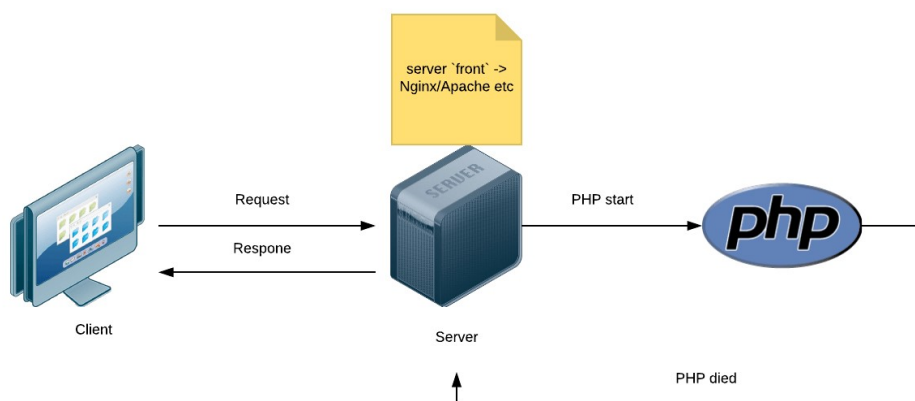 server `front` ->
Nginx/Apache etc
SERVER
Request
PHP start
php
Respone
Client
Server
PHP died